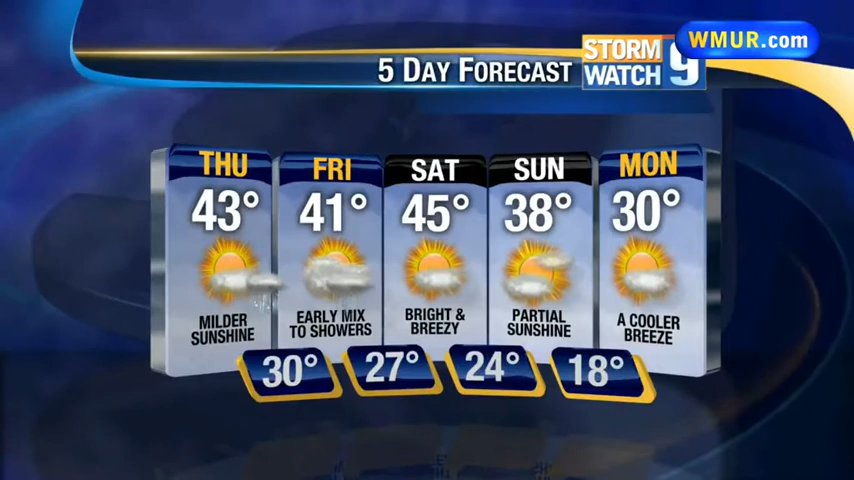 WMUR.com
STORM
WATCH 9
5 DAY FORECAST
THU
43°
MILDER
SUNSHINE
FRI
41°
EARLY MIX
TO SHOWERS
SAT
45°
BRIGHT &
BREEZY
SUN
38°
PARTIAL
SUNSHINE
MON
30°
A COOLER
BREEZE
30° 27° 24° 18°